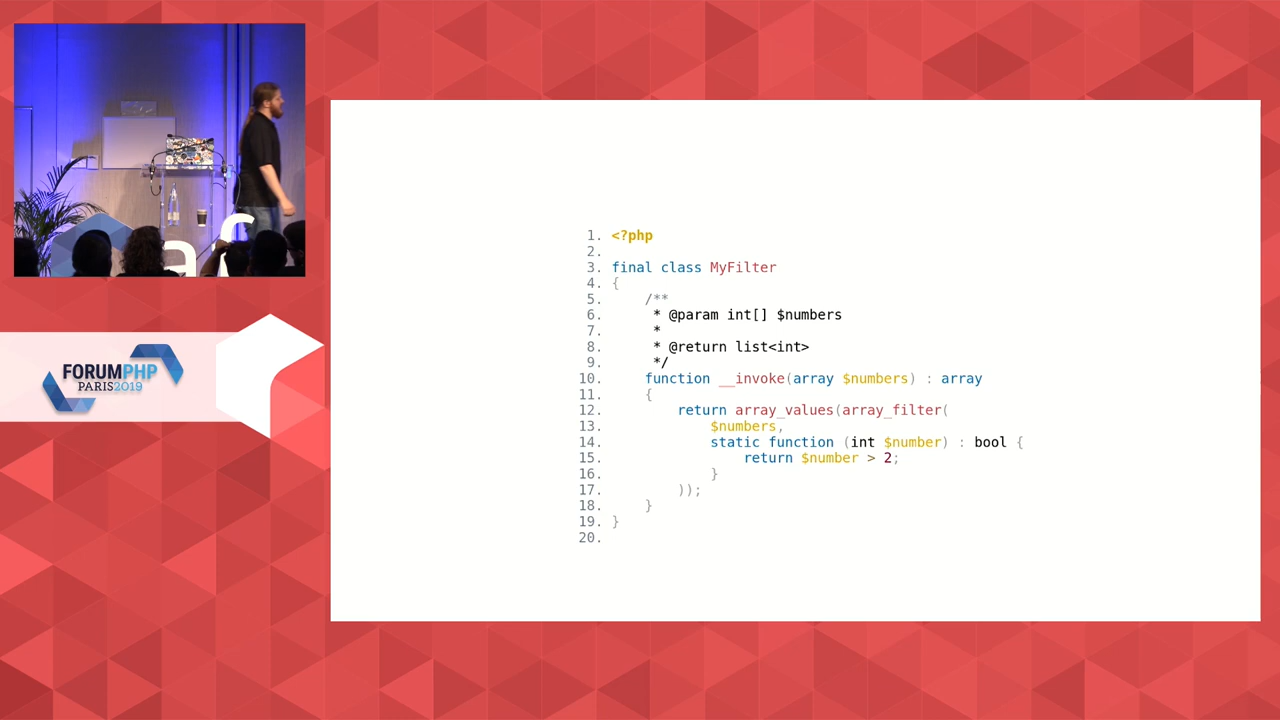 FORUMPHP
PARIS2019
1. <?php
2.
3. final class MyFilter
4. {
5.     /**
6.      * @param int[] $numbers
7.      *
8.      * @return list<int>
9.      */
10.     function __invoke(array $numbers) : array
11.     {
12.         return array_values(array_filter(
13.             $numbers,
14.             static function (int $number) : bool {
15.                 return $number > 2;
16.             }
17.         ));
18.     }
19. }
20.